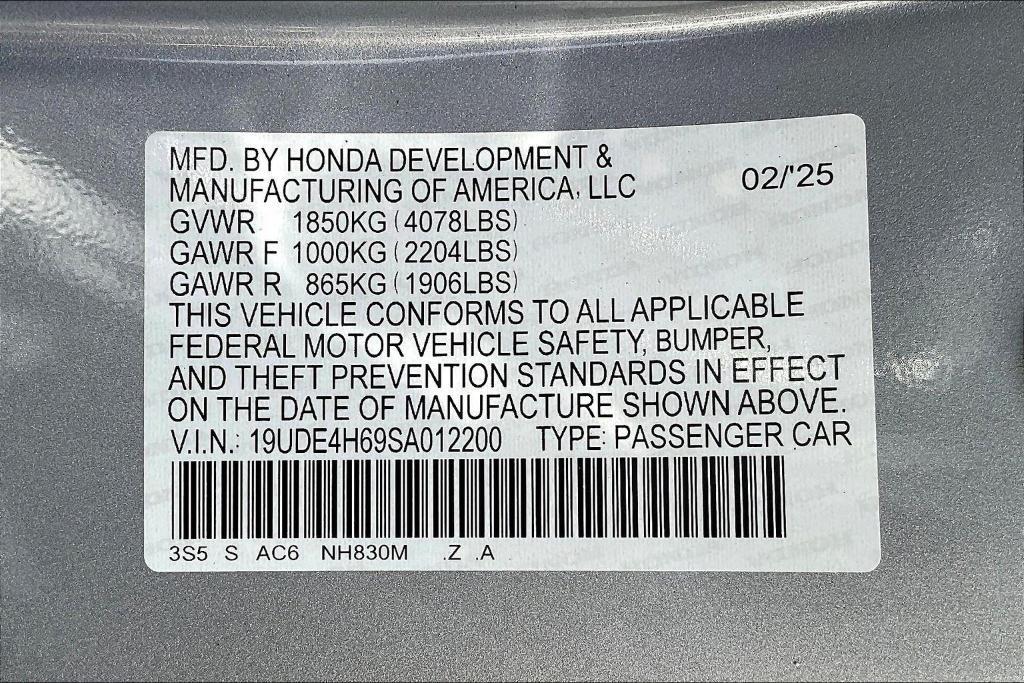 MFD. BY HONDA DEVELOPMENT &
MANUFACTURING OF AMERICA, LLC 02/'25
GVWR 1850KG (4078LBS)
GAWR F 1000KG (2204LBS)
GAWR R 865KG (1906LBS)
THIS VEHICLE CONFORMS TO ALL APPLICABLE
FEDERAL MOTOR VEHICLE SAFETY, BUMPER,
AND THEFT PREVENTION STANDARDS IN EFFECT
ON THE DATE OF MANUFACTURE SHOWN ABOVE.
V.I.N.: 19UDE4H69SA012200 TYPE: PASSENGER CAR
3S5 S AC6 NH830M .Z .A